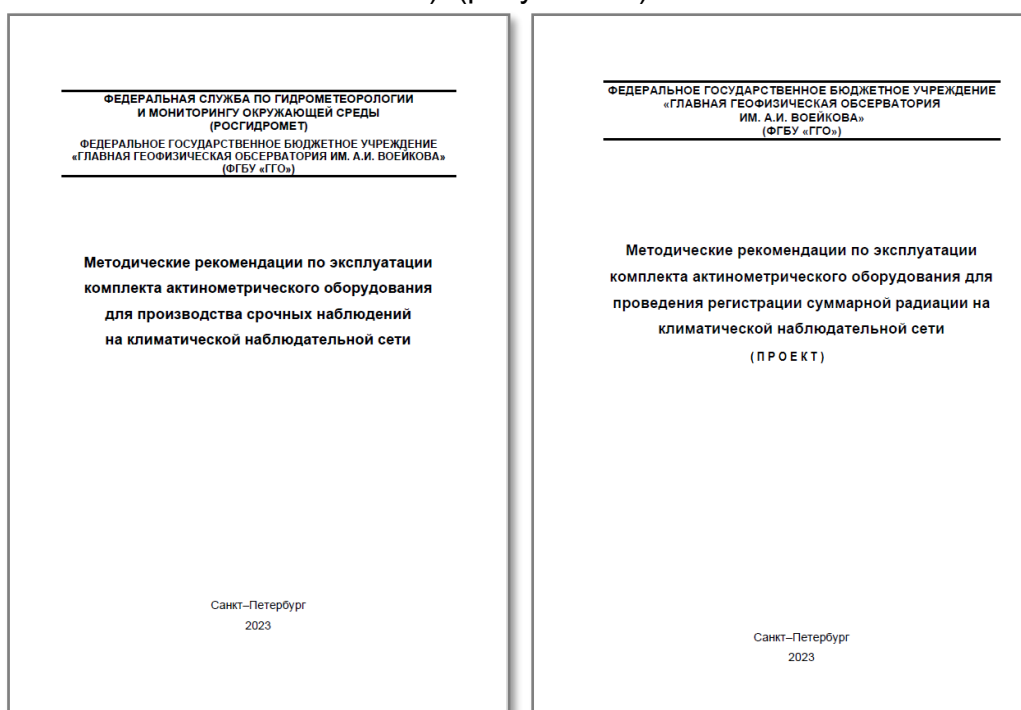 ФЕДЕРАЛЬНАЯ СЛУЖБА ПО ГИДРОМЕТЕОРОЛОГИИ
И МОНИТОРИНГУ ОКРУЖАЮЩЕЙ СРЕДЫ
(РОСГИДРОМЕТ)
ФЕДЕРАЛЬНОЕ ГОСУДАРСТВЕННОЕ БЮДЖЕТНОЕ УЧРЕЖДЕНИЕ
«ГЛАВНАЯ ГЕОФИЗИЧЕСКАЯ ОБСЕРВАТОРИЯ ИМ. А.И. ВОЕЙКОВА»
(ФГБУ «ГГО»)
Методические рекомендации по эксплуатации
комплекта актинометрического оборудования
для производства срочных наблюдений
на климатической наблюдательной сети
Санкт–Петербург
2023
ФЕДЕРАЛЬНОЕ ГОСУДАРСТВЕННОЕ БЮДЖЕТНОЕ УЧРЕЖДЕНИЕ
«ГЛАВНАЯ ГЕОФИЗИЧЕСКАЯ ОБСЕРВАТОРИЯ
ИМ. А.И. ВОЕЙКОВА»
(ФГБУ «ГГО»)
Методические рекомендации по эксплуатации
комплекта актинометрического оборудования для
проведения регистрации суммарной радиации на
климатической наблюдательной сети
(ПРОЕКТ)
Санкт–Петербург
2023